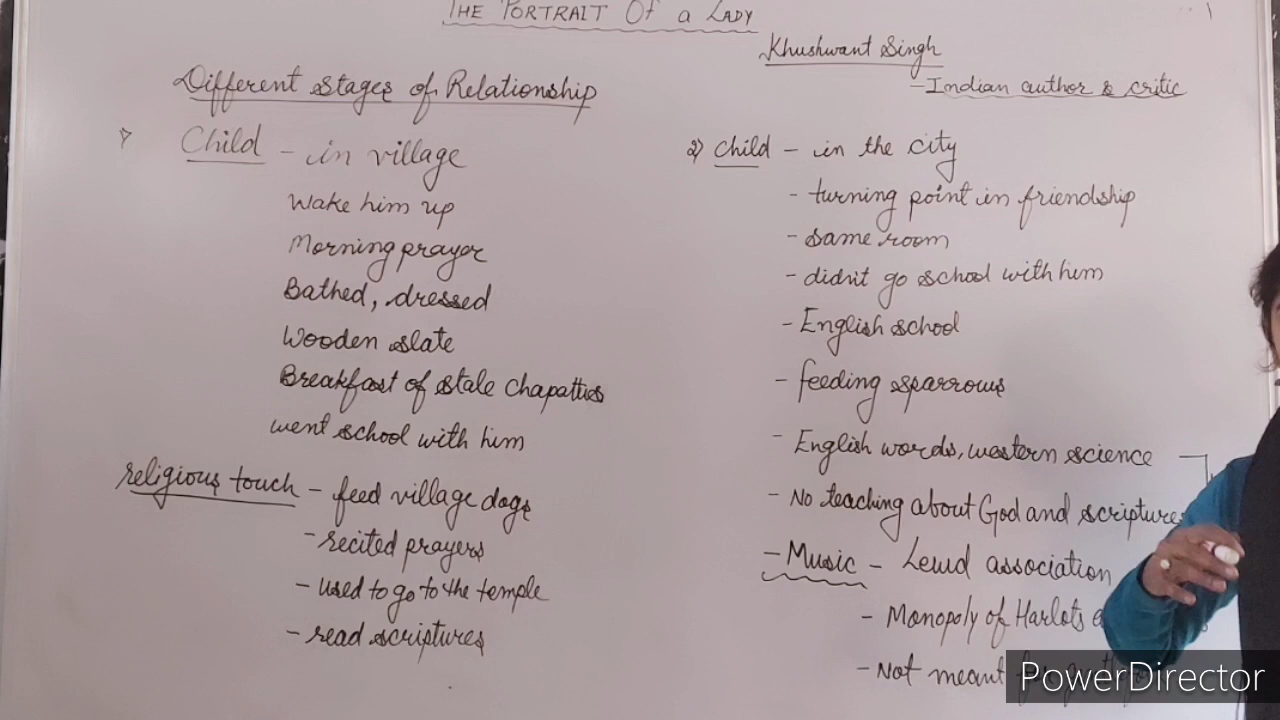 THE PORTRAIT Of a LADY
Khushwant Singh
- Indian author & critic
Different stages of Relationship
1) Child - in village
Wake him up
Morning prayer
Bathed, dressed
Wooden slate
Breakfast of stale chapatties
went school with him
religious touch - feed village dogs
- recited prayers
- used to go to the temple
- read scriptures
2) Child - in the city
- turning point in friendship
- same room
- didn't go school with him
- English school
- feeding sparrows
- English words, western science
- No teaching about God and scriptures
- Music - Lewd association
- Monopoly of Harlots
- Not meant
PowerDirector